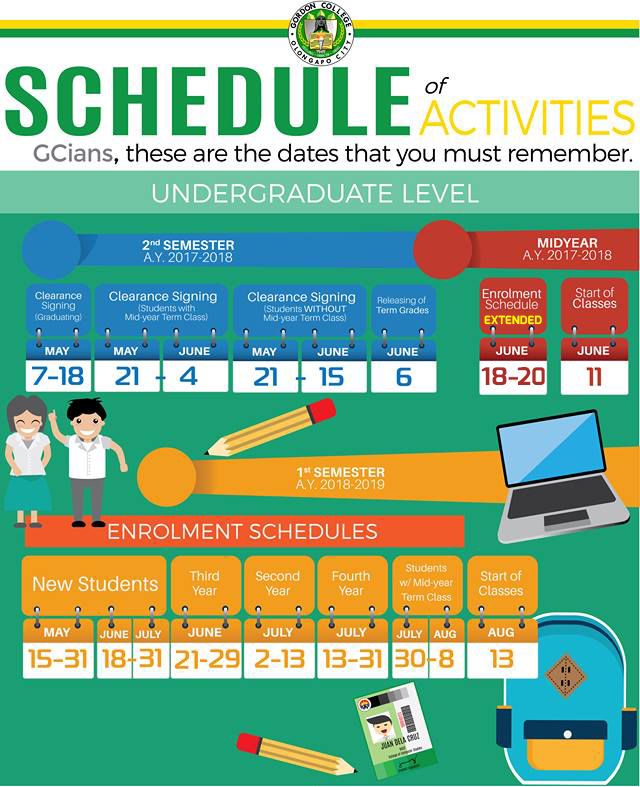 GORDON COLLEGE
OLONGAPO CITY
SCHEDULE of
ACTIVITIES
GCians, these are the dates that you must remember.
UNDERGRADUATE LEVEL
2nd SEMESTER
A.Y. 2017-2018
MIDYEAR
A.Y. 2017-2018
Clearance
Signing
(Graduating)
MAY
7-18
Clearance Signing
(Students with
Mid-year Term Class)
MAY JUNE
21 - 4
Clearance Signing
(Students WITHOUT
Mid-year Term Class)
MAY JUNE
21 - 15
Releasing of
Term Grades
JUNE
6
Enrolment
Schedule
EXTENDED
JUNE
18-20
Start of
Classes
JUNE
11
1st SEMESTER
A.Y. 2018-2019
ENROLMENT SCHEDULES
New Students
MAY JUNE JULY
15-31 18-31
Third
Year
JUNE
21-29
Second
Year
JULY
2-13
Fourth
Year
JULY
13-31
Students
w/ Mid-year
Term Class
JULY AUG
30-8
Start of
Classes
AUG
13
JUAN DELA CRUZ